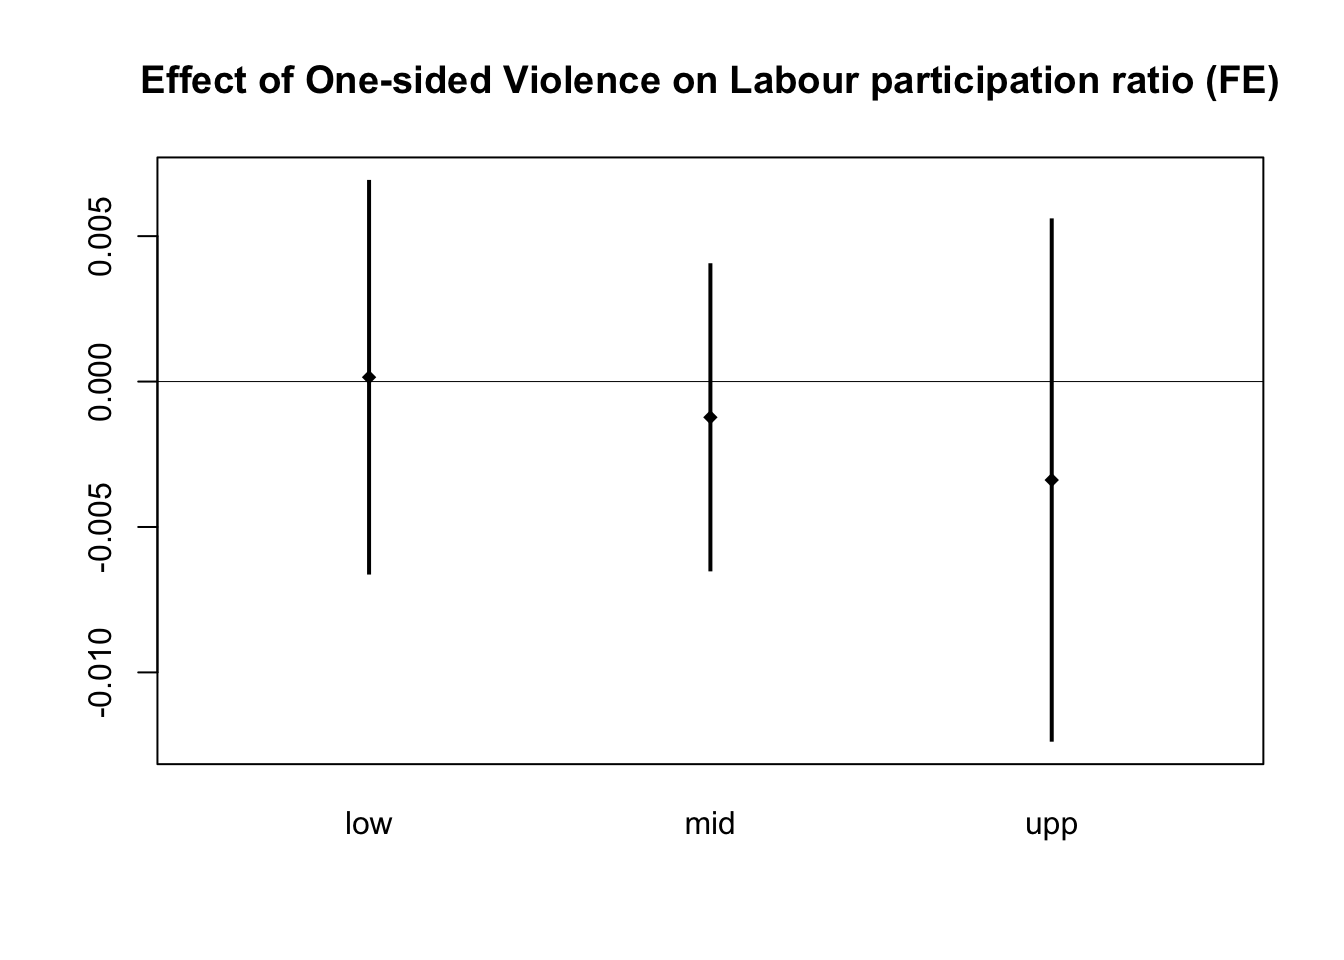 Effect of One-sided Violence on Labour participation ratio (FE)
0.005
0.000
-0.005
-0.010
low mid upp